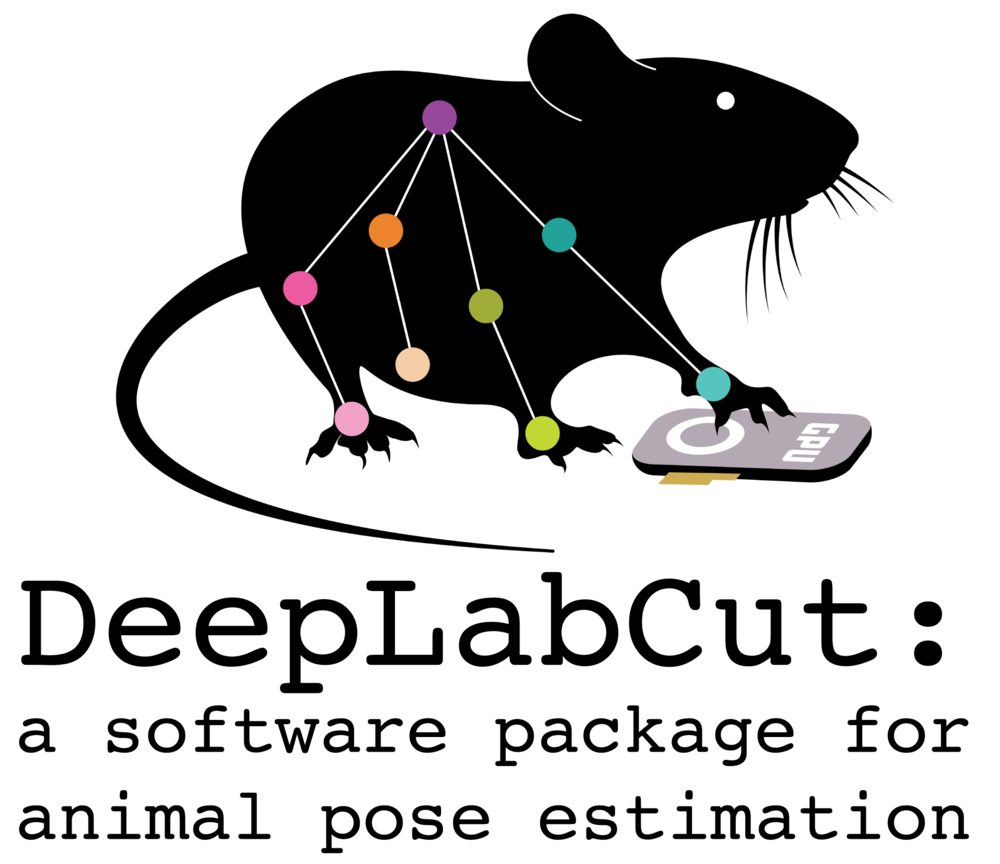 GPU
DeepLabCut:
a software package for
animal pose estimation